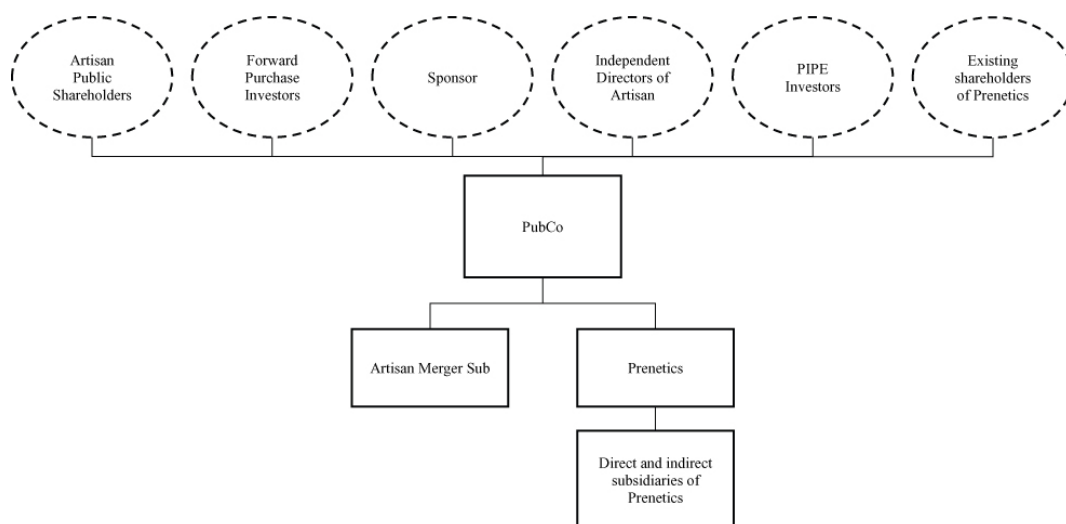 Artisan
Public
Shareholders
Forward
Purchase
Investors
Sponsor
Independent
Directors of
Artisan
PIPE
Investors
Existing
shareholders
of Prenetics
PubCo
Artisan Merger Sub
Prenetics
Direct and indirect
subsidiaries of
Prenetics